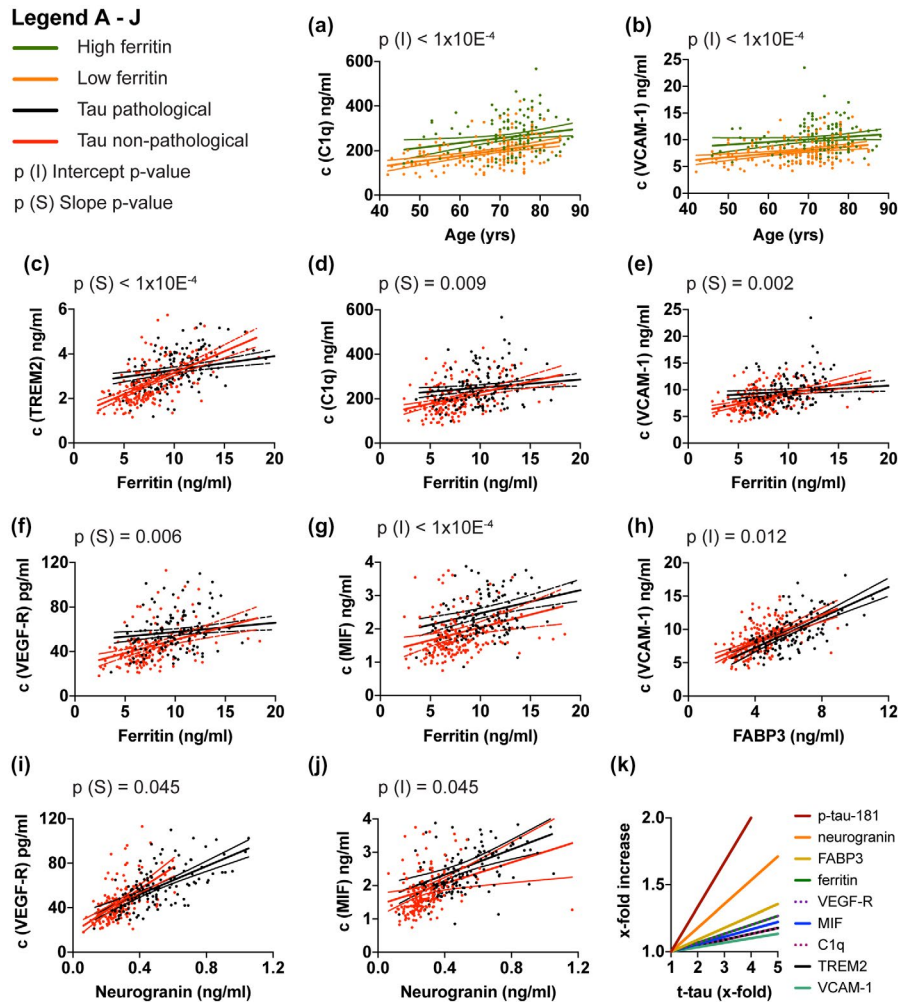 Legend A - J
High ferritin
Low ferritin
Tau pathological
Tau non-pathological
p (I) Intercept p-value
p (S) Slope p-value
(a)
p (I) < 1x10E-4
c (C1q) ng/ml
600
400
200
0
40 50 60 70 80 90
Age (yrs)
(b)
p (I) < 1x10E-4
c (VCAM-1) ng/ml
25
20
15
10
5
0
40 50 60 70 80 90
Age (yrs)
(c)
p (S) < 1x10E-4
c (TREM2) ng/ml
6
4
2
0
0 5 10 15 20
Ferritin (ng/ml)
(d)
p (S) = 0.009
c (C1q) ng/ml
600
400
200
0
0 5 10 15 20
Ferritin (ng/ml)
(e)
p (S) = 0.002
c (VCAM-1) ng/ml
25
20
15
10
5
0
0 5 10 15 20
Ferritin (ng/ml)
(f)
p (S) = 0.006
c (VEGF-R) pg/ml
120
80
40
0
0 5 10 15 20
Ferritin (ng/ml)
(g)
p (I) < 1x10E-4
c (MIF) ng/ml
4
3
2
1
0
0 5 10 15 20
Ferritin (ng/ml)
(h)
p (I) = 0.012
c (VCAM-1) ng/ml
20
15
10
5
0
0 4 8 12
FABP3 (ng/ml)
(i)
p (S) = 0.045
c (VEGF-R) pg/ml
120
80
40
0
0.0 0.4 0.8 1.2
Neurogranin (ng/ml)
(j)
p (I) = 0.045
c (MIF) ng/ml
4
3
2
1
0
0.0 0.4 0.8 1.2
Neurogranin (ng/ml)
(k)
x-fold increase
2.0
1.5
1.0
1 2 3 4 5
t-tau (x-fold)
p-tau-181
neurogranin
FABP3
ferritin
VEGF-R
MIF
C1q
TREM2
VCAM-1